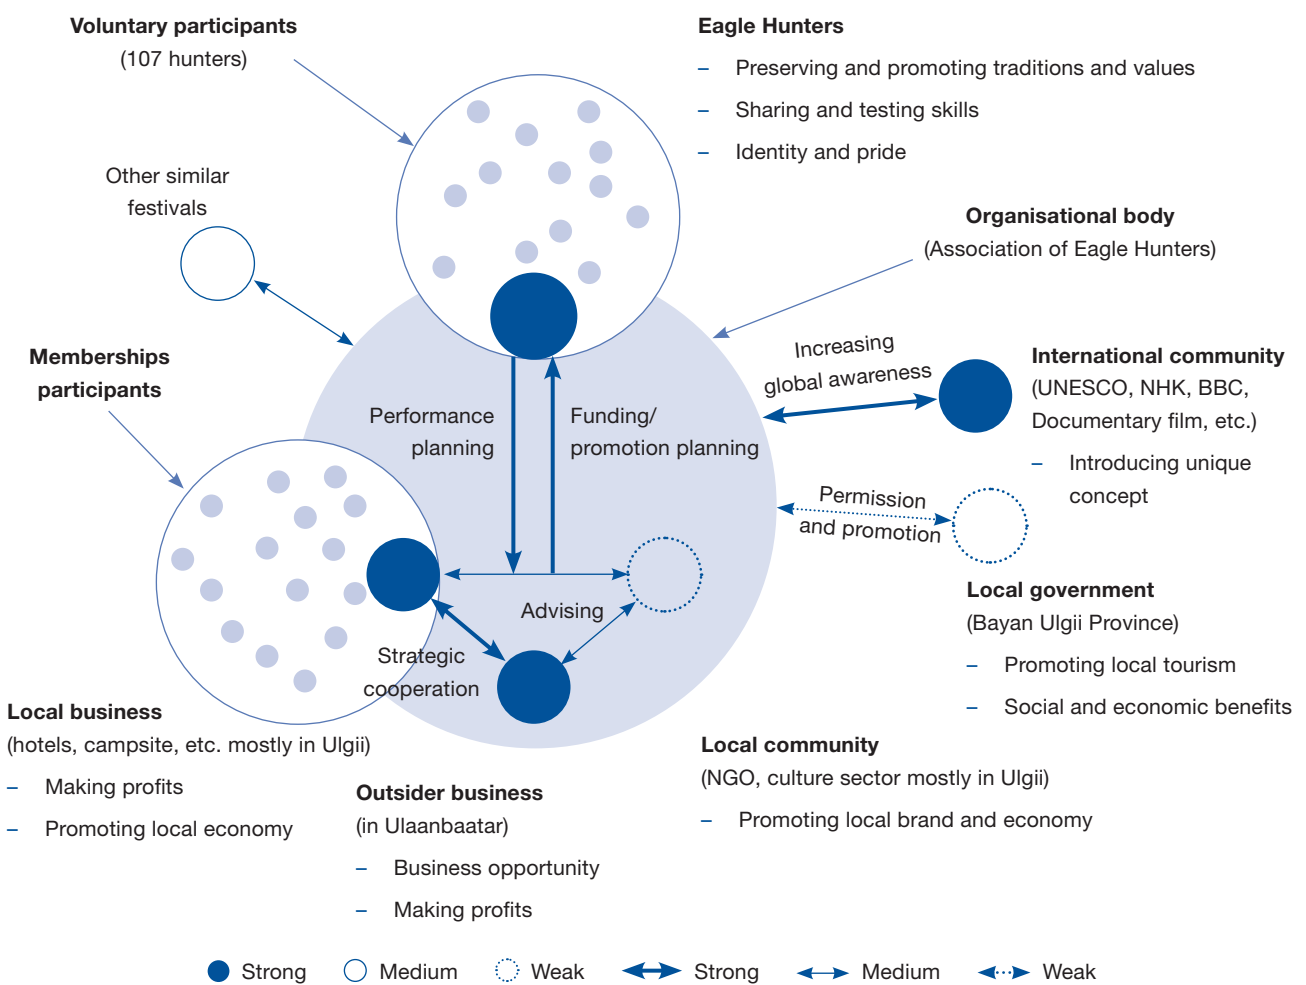 Voluntary participants
(107 hunters)
Eagle Hunters
– Preserving and promoting traditions and values
– Sharing and testing skills
– Identity and pride
Other similar
festivals
Organisational body
(Association of Eagle Hunters)
Memberships
participants
Increasing
global awareness
International community
(UNESCO, NHK, BBC,
Documentary film, etc.)
– Introducing unique
concept
Performance
planning
Funding/
promotion planning
Permission
and promotion
Local government
(Bayan Ulgii Province)
– Promoting local tourism
– Social and economic benefits
Advising
Strategic
cooperation
Local business
(hotels, campsite, etc. mostly in Ulgii)
– Making profits
– Promoting local economy
Outsider business
(in Ulaanbaatar)
– Business opportunity
– Making profits
Local community
(NGO, culture sector mostly in Ulgii)
– Promoting local brand and economy
Strong Medium Weak Strong Medium Weak